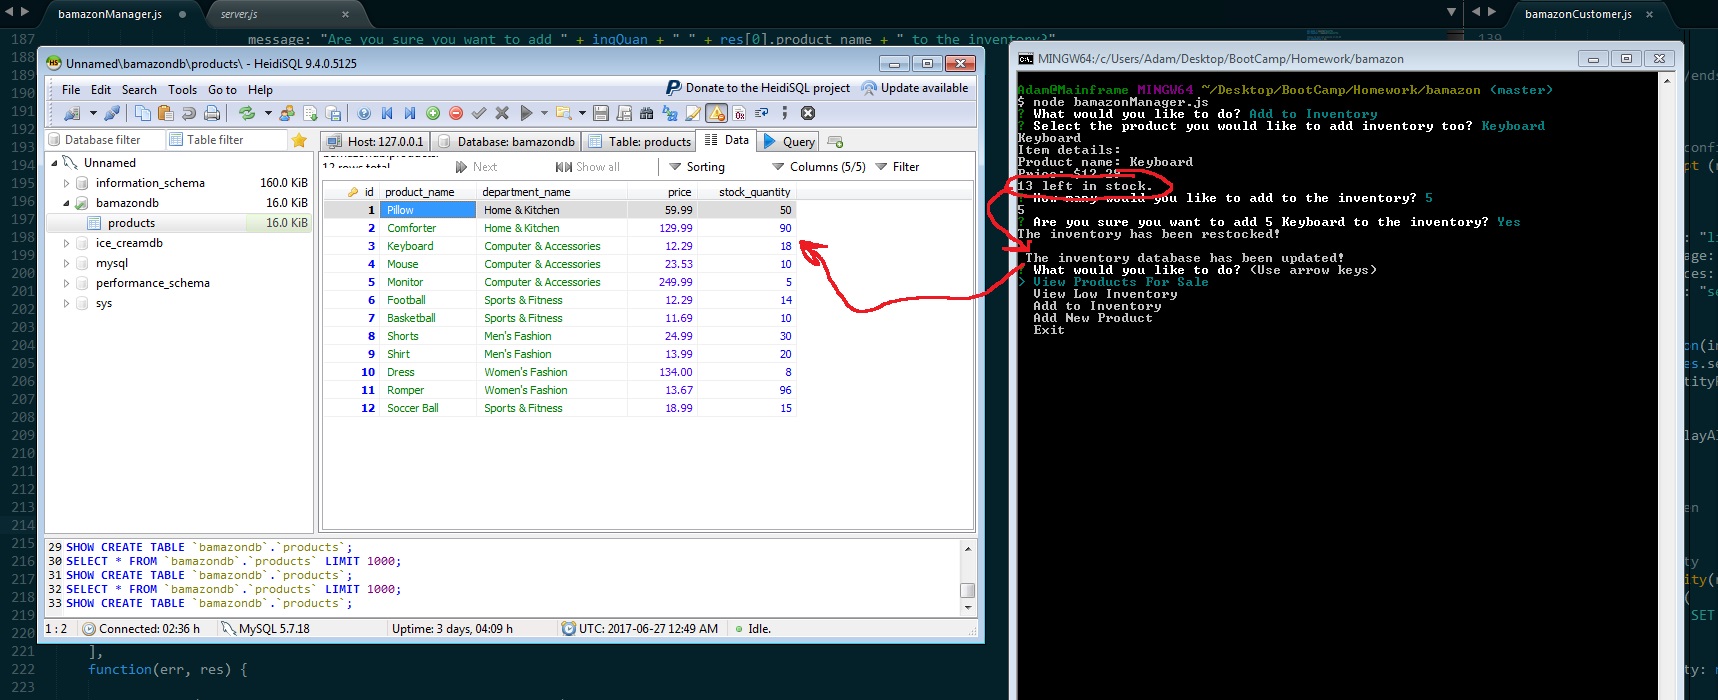 bamazonManager.js
server.js
bamazonCustomer.js
187 message: "Are you sure you want to add " + inqQuan + " " + res[0].product_name + " to the inventory?"
139
188
189
190
191
192
193
194
195
196
197
198
199
200
201
202
203
204
205
206
207
208
209
210
211
212
213
214
215
216
217
218
219
220
221 ],
222 function(err, res) {
223
Unnamed\bamazondb\products\ - HeidiSQL 9.4.0.5125
File Edit Search Tools Go to Help
Donate to the HeidiSQL project Update available
Database filter Table filter
Host: 127.0.0.1 Database: bamazondb Table: products Data Query
Unnamed
information_schema 160.0 KiB
bamazondb 16.0 KiB
products 16.0 KiB
ice_creamdb
mysql
performance_schema
sys
Next Show all Sorting Columns (5/5) Filter
id product_name department_name price stock_quantity
1 Pillow Home & Kitchen 59.99 50
2 Comforter Home & Kitchen 129.99 90
3 Keyboard Computer & Accessories 12.29 18
4 Mouse Computer & Accessories 23.53 10
5 Monitor Computer & Accessories 249.99 5
6 Football Sports & Fitness 12.29 14
7 Basketball Sports & Fitness 11.69 10
8 Shorts Men's Fashion 24.99 30
9 Shirt Men's Fashion 13.99 20
10 Dress Women's Fashion 134.00 8
11 Romper Women's Fashion 13.67 96
12 Soccer Ball Sports & Fitness 18.99 15
29 SHOW CREATE TABLE `bamazondb`.`products`;
30 SELECT * FROM `bamazondb`.`products` LIMIT 1000;
31 SHOW CREATE TABLE `bamazondb`.`products`;
32 SELECT * FROM `bamazondb`.`products` LIMIT 1000;
33 SHOW CREATE TABLE `bamazondb`.`products`;
1 : 2 Connected: 02:36 h MySQL 5.7.18 Uptime: 3 days, 04:09 h UTC: 2017-06-27 12:49 AM Idle.
MINGW64:/c/Users/Adam/Desktop/BootCamp/Homework/bamazon
Adam@Mainframe MINGW64 ~/Desktop/BootCamp/Homework/bamazon (master)
$ node bamazonManager.js
? What would you like to do? Add to Inventory
? Select the product you would like to add inventory too? Keyboard
Keyboard
Item details:
Product name: Keyboard
Price: $12.29
13 left in stock.
? How many would you like to add to the inventory? 5
5
? Are you sure you want to add 5 Keyboard to the inventory? Yes
The inventory has been restocked!
The inventory database has been updated!
? What would you like to do? (Use arrow keys)
> View Products For Sale
View Low Inventory
Add to Inventory
Add New Product
Exit